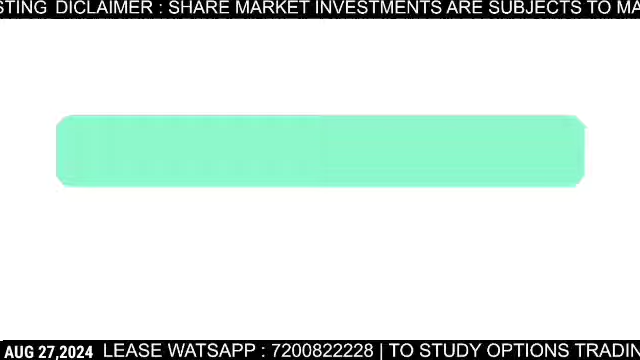 STING DICLAIMER : SHARE MARKET INVESTMENTS ARE SUBJECTS TO MA
AUG 27,2024 LEASE WATSAPP : 7200822228 | TO STUDY OPTIONS TRADIN